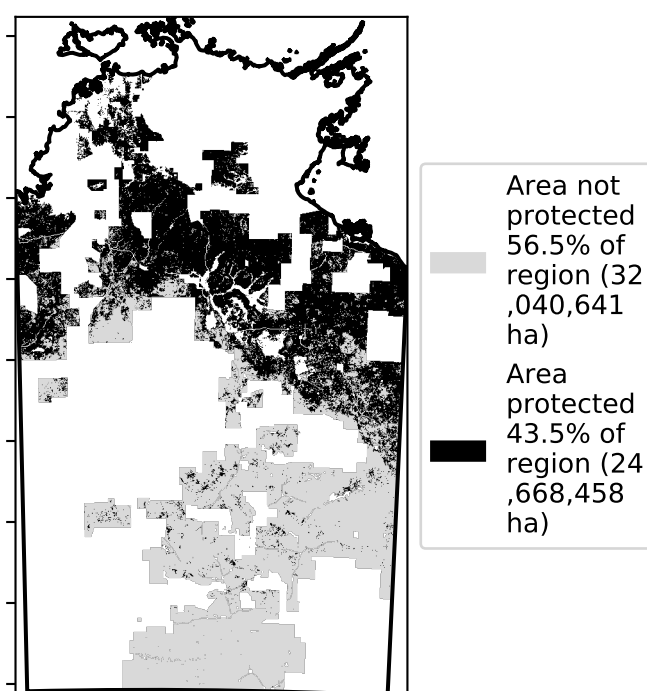 Area not
protected
56.5% of
region (32
,040,641
ha)
Area
protected
43.5% of
region (24
,668,458
ha)